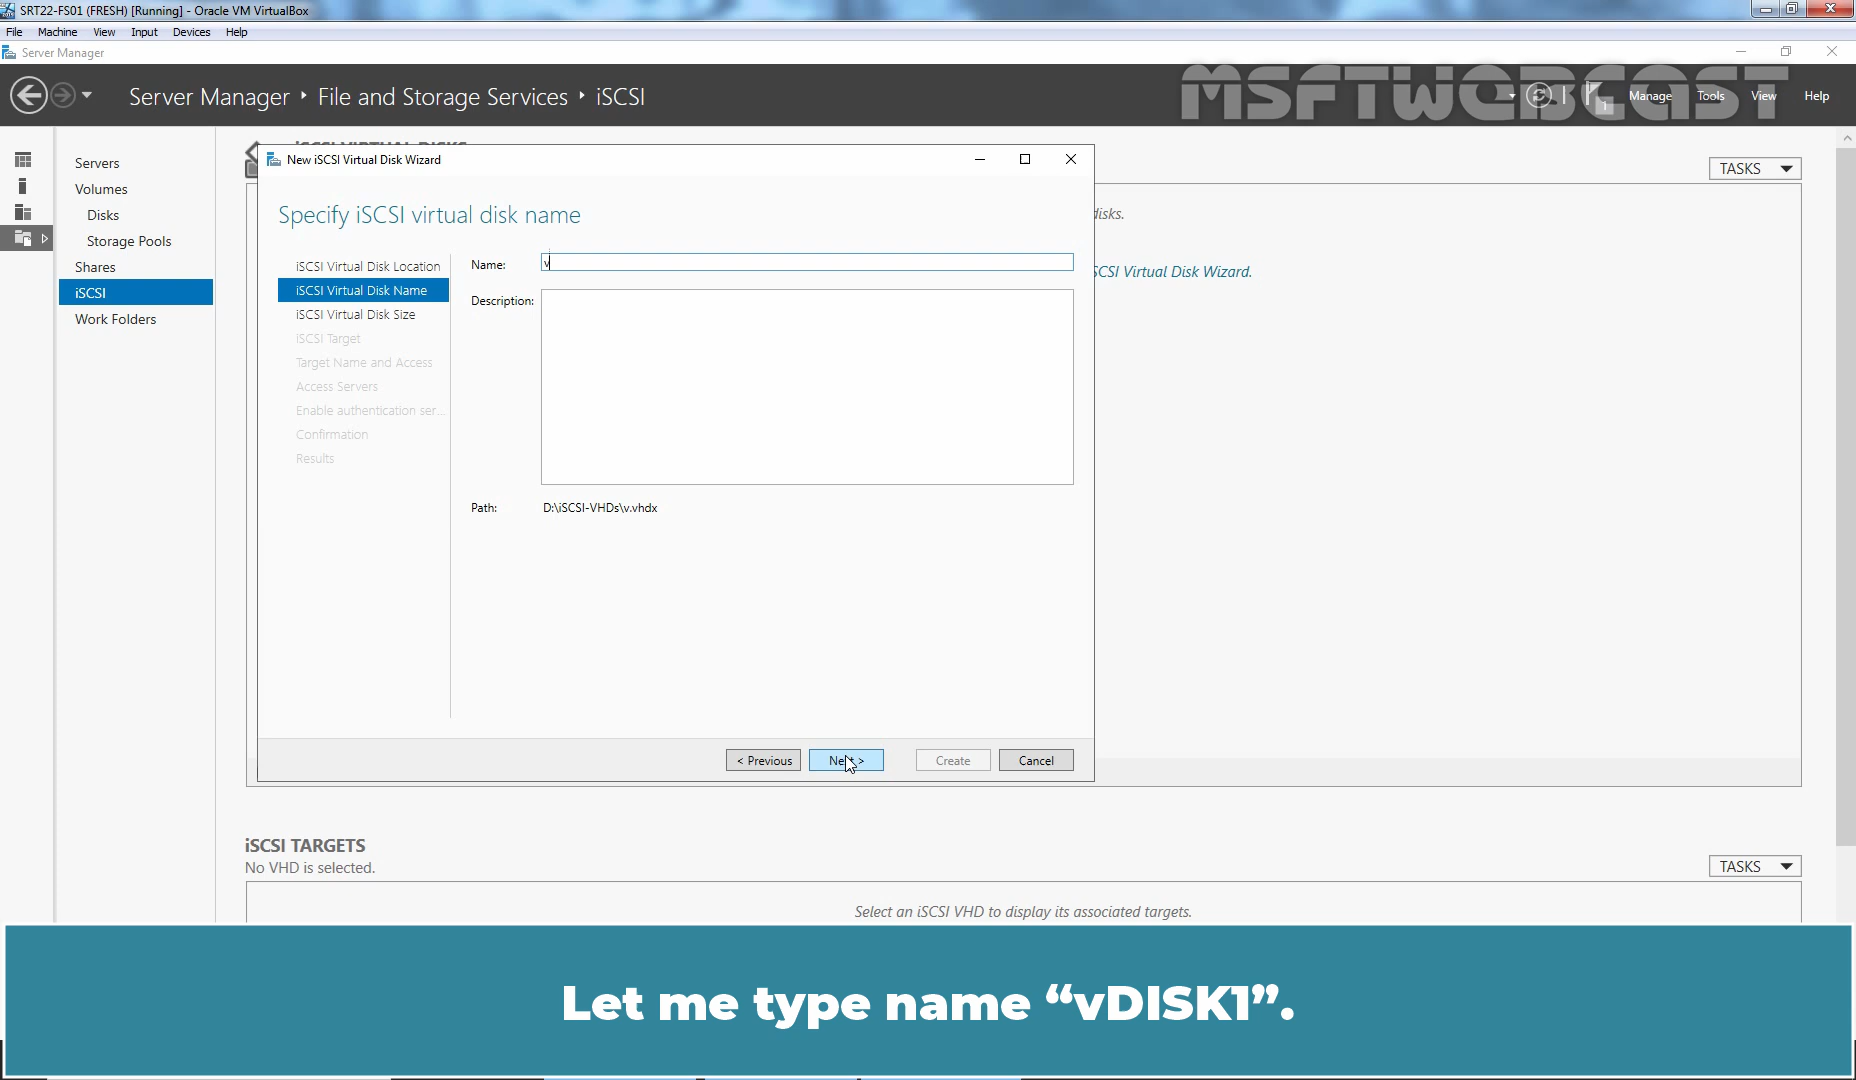 SRT22-FS01 (FRESH) [Running] - Oracle VM VirtualBox
File Machine View Input Devices Help
Server Manager
Server Manager ‣ File and Storage Services ‣ iSCSI
MSFTWEBCAST
Manage Tools View Help
Servers
Volumes
Disks
Storage Pools
Shares
iSCSI
Work Folders
TASKS
disks.
SCSI Virtual Disk Wizard.
New iSCSI Virtual Disk Wizard
Specify iSCSI virtual disk name
iSCSI Virtual Disk Location
iSCSI Virtual Disk Name
iSCSI Virtual Disk Size
iSCSI Target
Target Name and Access
Access Servers
Enable authentication ser...
Confirmation
Results
Name: v
Description:
Path: D:\iSCSI-VHDs\v.vhdx
< Previous Next > Create Cancel
iSCSI TARGETS
No VHD is selected.
TASKS
Select an iSCSI VHD to display its associated targets.
Let me type name “vDISK1”.